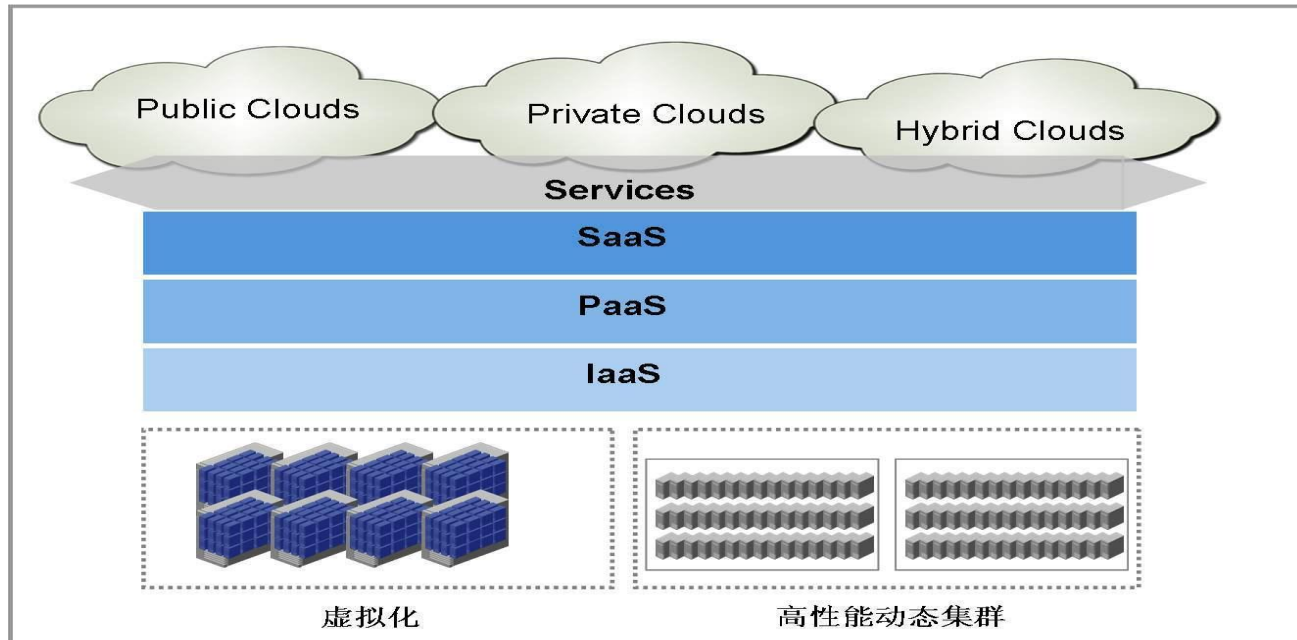 Public Clouds
Private Clouds
Hybrid Clouds
Services
SaaS
PaaS
IaaS
虚拟化
高性能动态集群